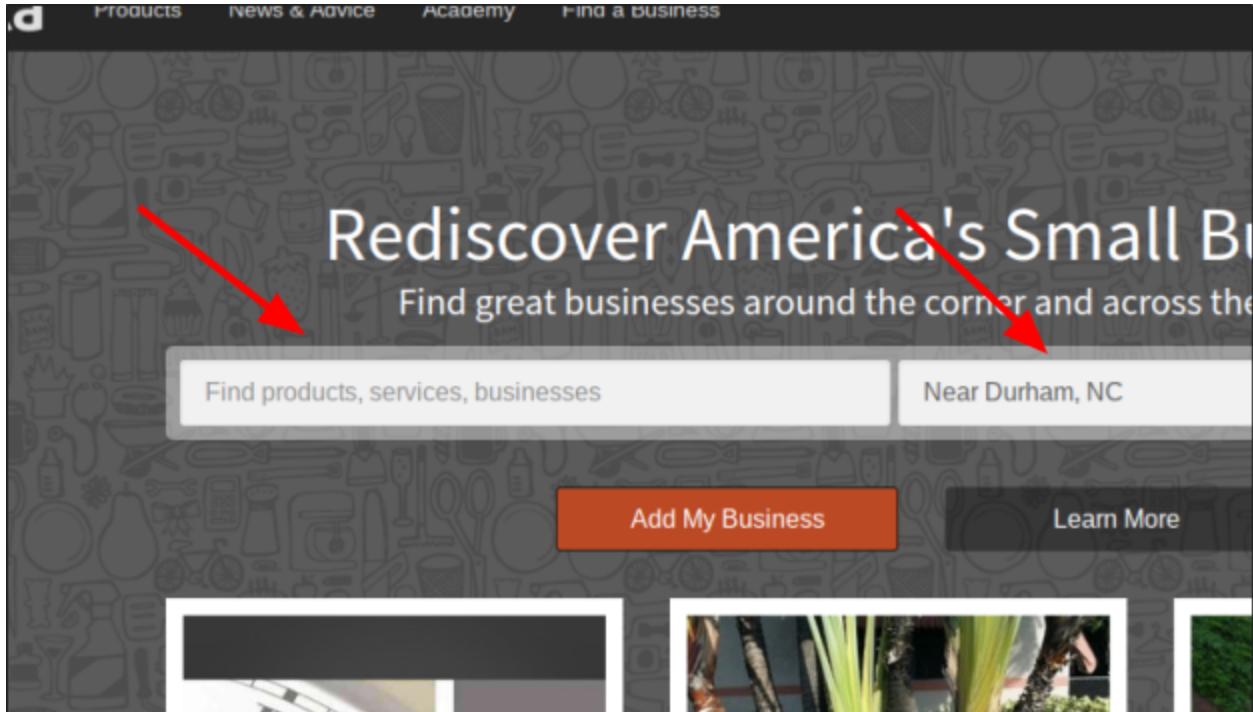 Products News & Advice Academy Find a Business
Rediscover America's Small
Find great businesses around the corner and across the
Find products, services, businesses
Near Durham, NC
Add My Business
Learn More